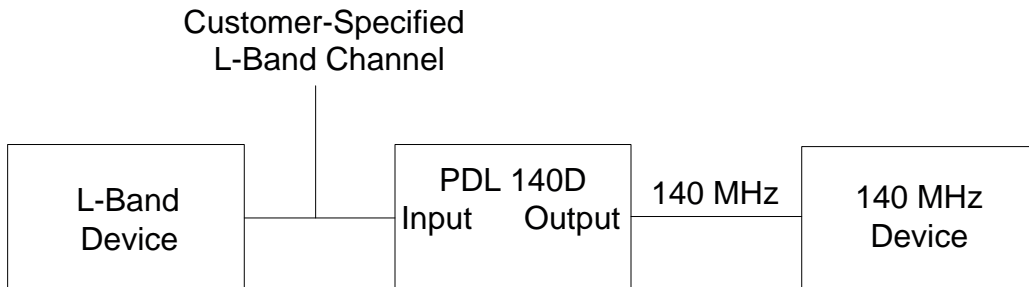 Customer-Specified
L-Band Channel
L-Band
Device
PDL 140D
Input Output
140 MHz
140 MHz
Device